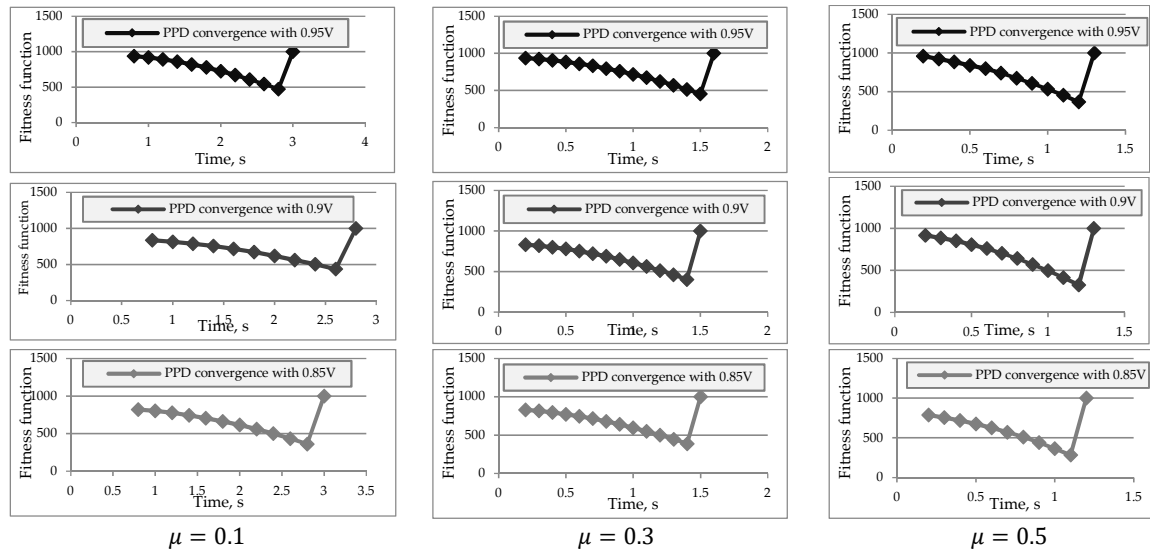 PPD convergence with 0.95V
Fitness function
1500
1000
500
0
0 1 2 3 4
Time, s
PPD convergence with 0.95V
Fitness function
1500
1000
500
0
0 0.5 1 1.5 2
Time, s
PPD convergence with 0.95V
Fitness function
1500
1000
500
0
0 0.5 1 1.5
Time, s
PPD convergence with 0.9V
Fitness function
1500
1000
500
0
0 0.5 1 1.5 2 2.5 3
Time, s
PPD convergence with 0.9V
Fitness function
1500
1000
500
0
0 0.5 1 1.5 2
Time, s
PPD convergence with 0.9V
Fitness function
1500
1000
500
0
0 0.5 1 1.5
Time, s
PPD convergence with 0.85V
Fitness function
1500
1000
500
0
0 0.5 1 1.5 2 2.5 3 3.5
Time, s
PPD convergence with 0.85V
Fitness function
1500
1000
500
0
0 0.5 1 1.5 2
Time, s
PPD convergence with 0.85V
Fitness function
1500
1000
500
0
0 0.5 1 1.5
Time, s
μ = 0.1
μ = 0.3
μ = 0.5